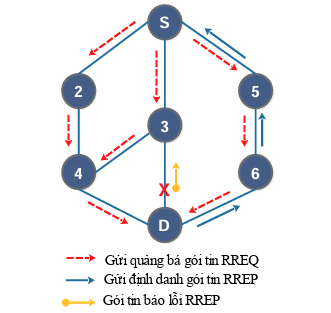 S
2
5
3
4
6
X
D
Gửi quảng bá gói tin RREQ
Gửi định danh gói tin RREP
Gói tin báo lỗi RREP